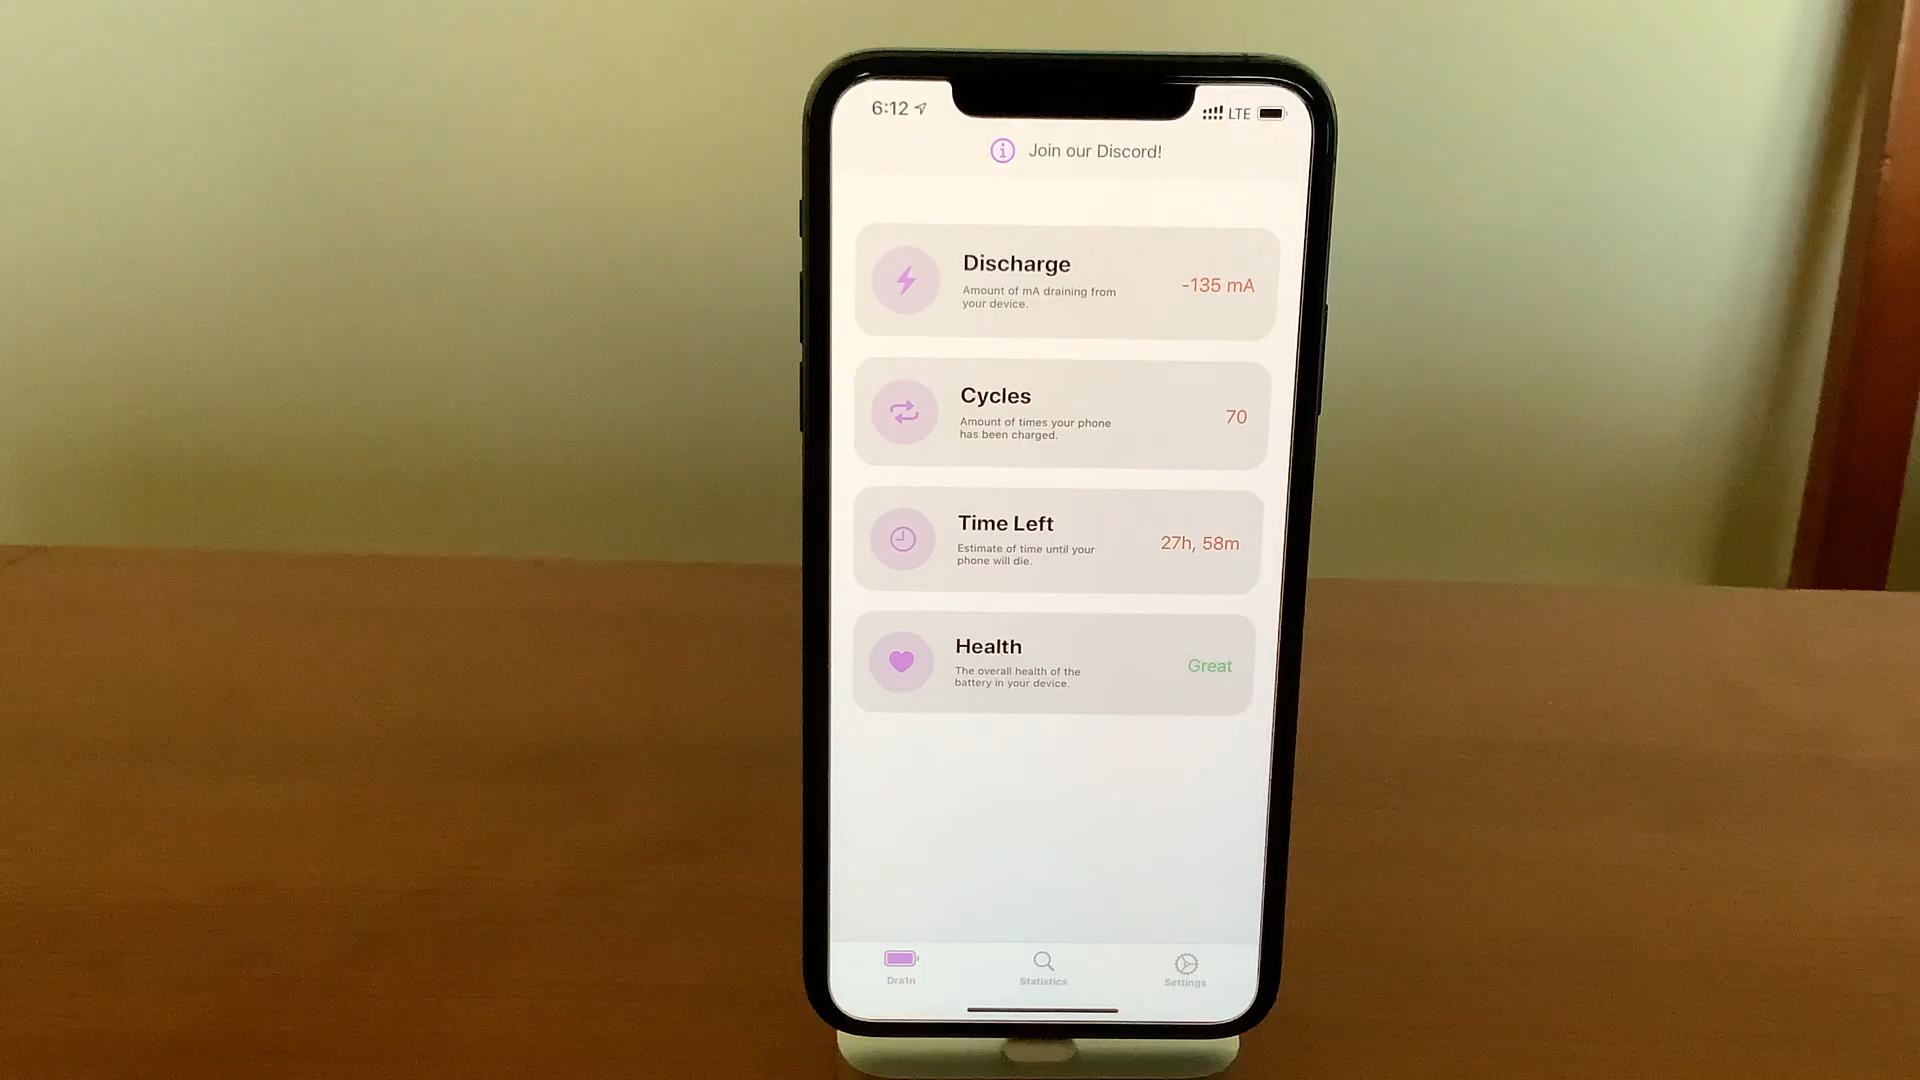 6:12
LTE
Join our Discord!
Discharge
Amount of mA draining from
your device.
-135 mA
Cycles
Amount of times your phone
has been charged.
70
Time Left
Estimate of time until your
phone will die.
27h, 58m
Health
The overall health of the
battery in your device.
Great
Dra1n
Statistics
Settings